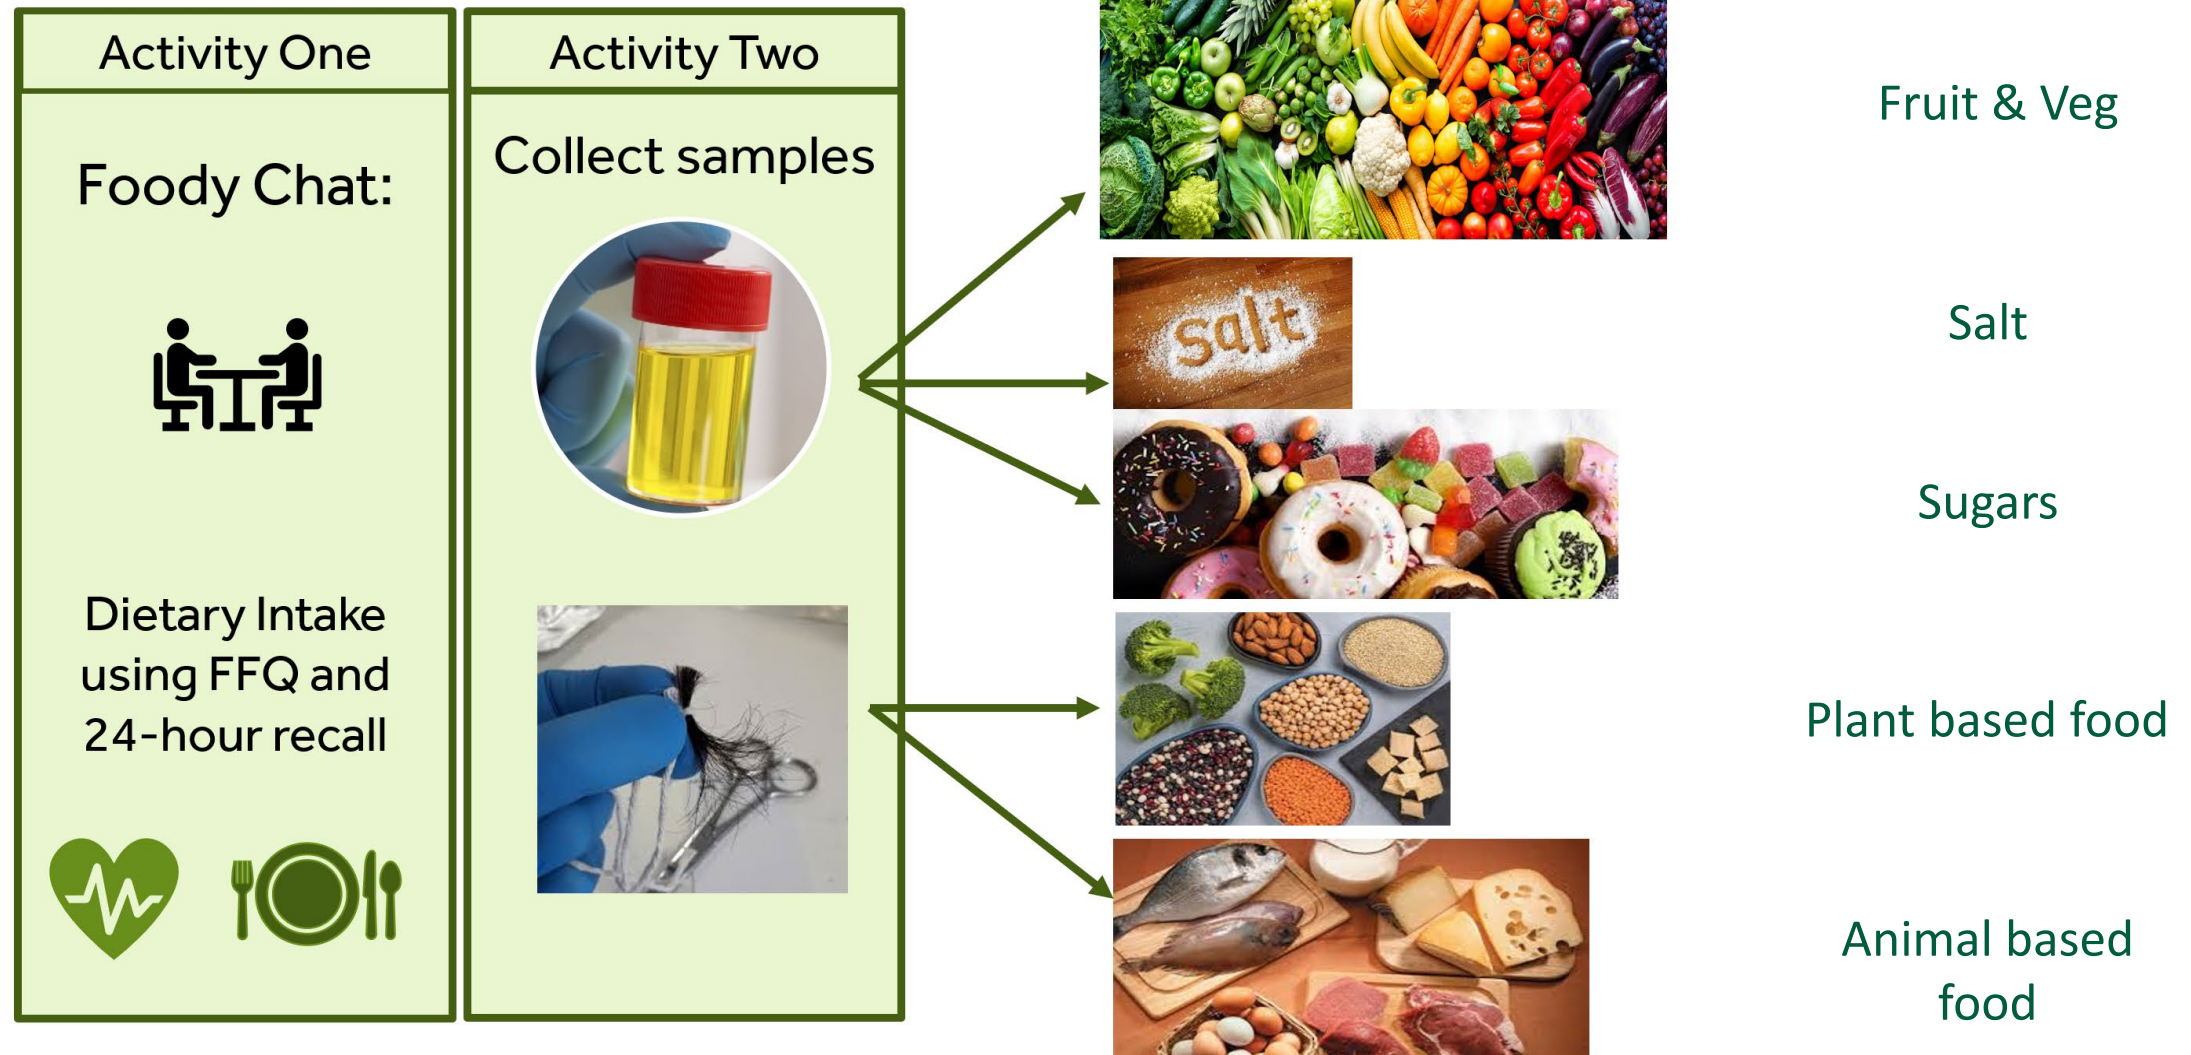 Activity One
Foody Chat:
Dietary Intake
using FFQ and
24-hour recall
Activity Two
Collect samples
Fruit & Veg
salt
Salt
Sugars
Plant based food
Animal based
food